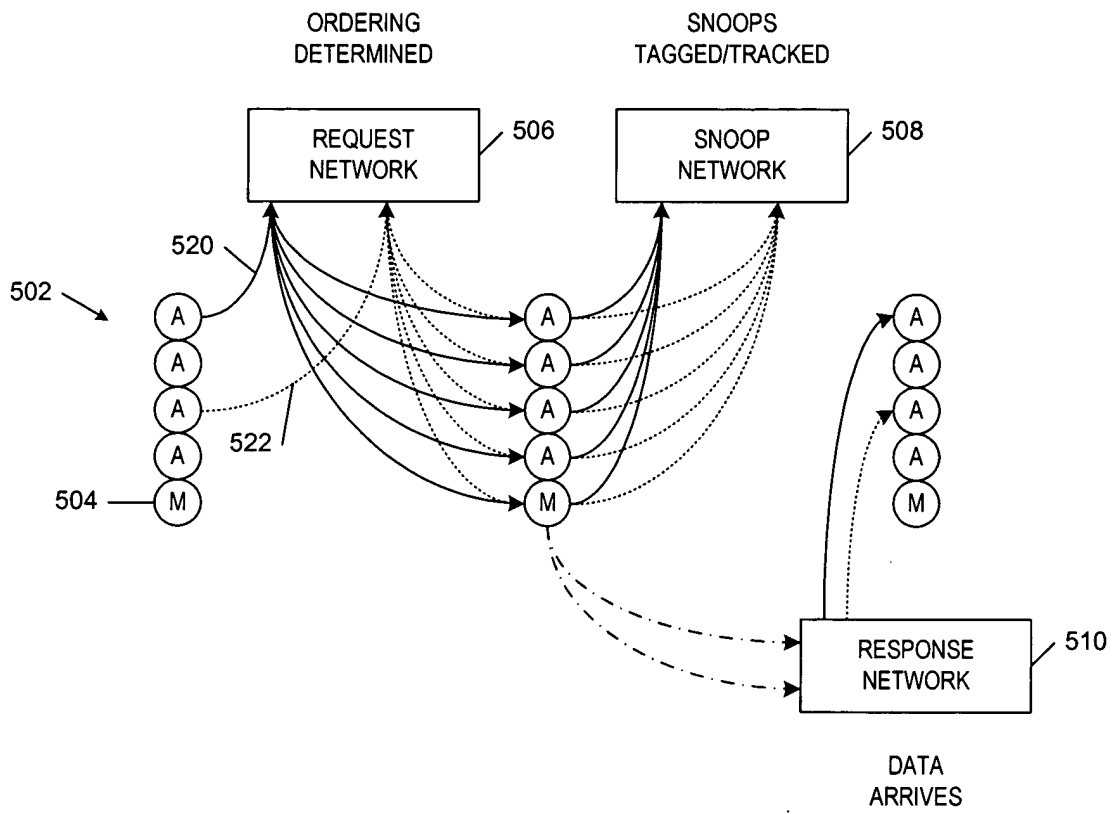 ORDERING
DETERMINED
SNOOPS
TAGGED/TRACKED
REQUEST
NETWORK
506
SNOOP
NETWORK
508
520
502
A
A
A
A
M
504
522
A
A
A
A
M
A
A
A
A
M
RESPONSE
NETWORK
510
DATA
ARRIVES